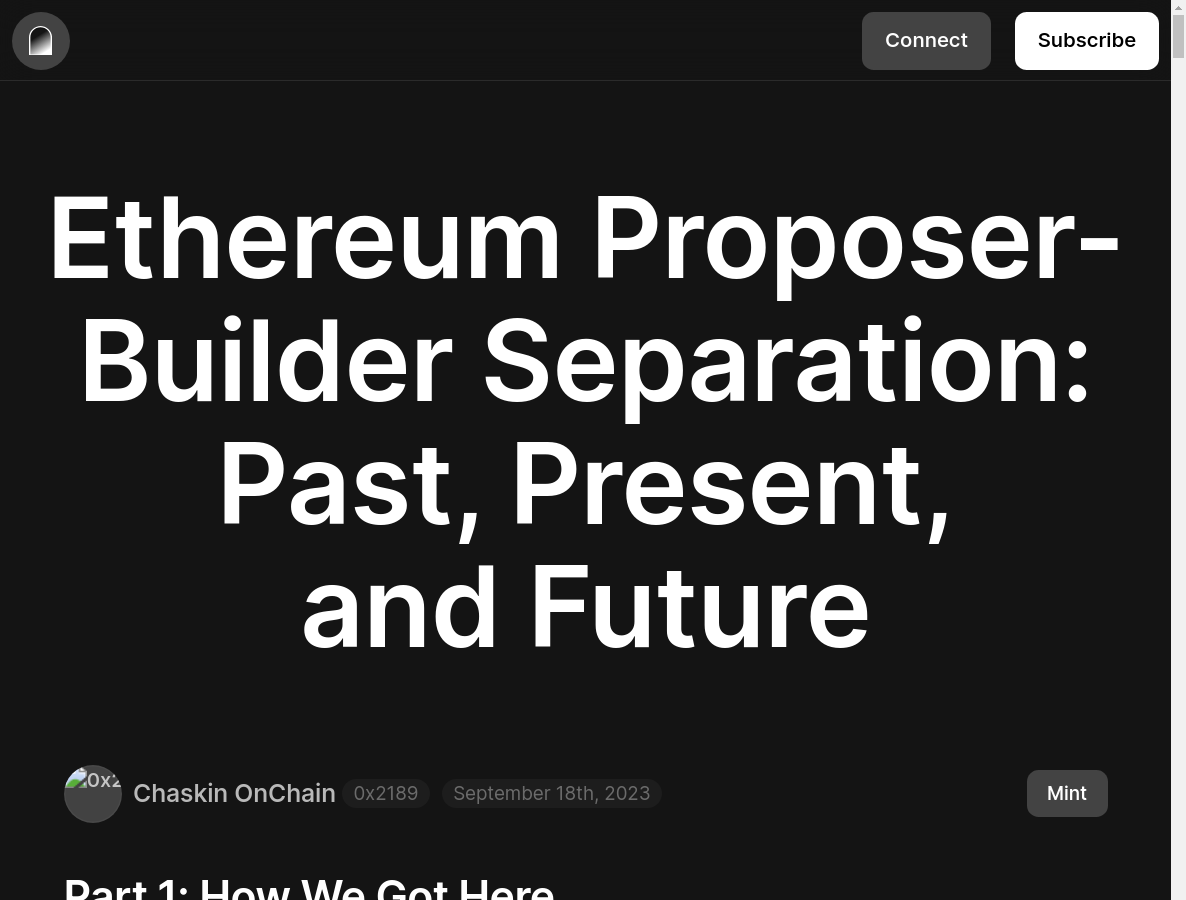 Connect
Subscribe
Ethereum Proposer-
Builder Separation:
Past, Present,
and Future
0x2
Chaskin OnChain
0x2189
September 18th, 2023
Mint
Part 1: How We Got Here